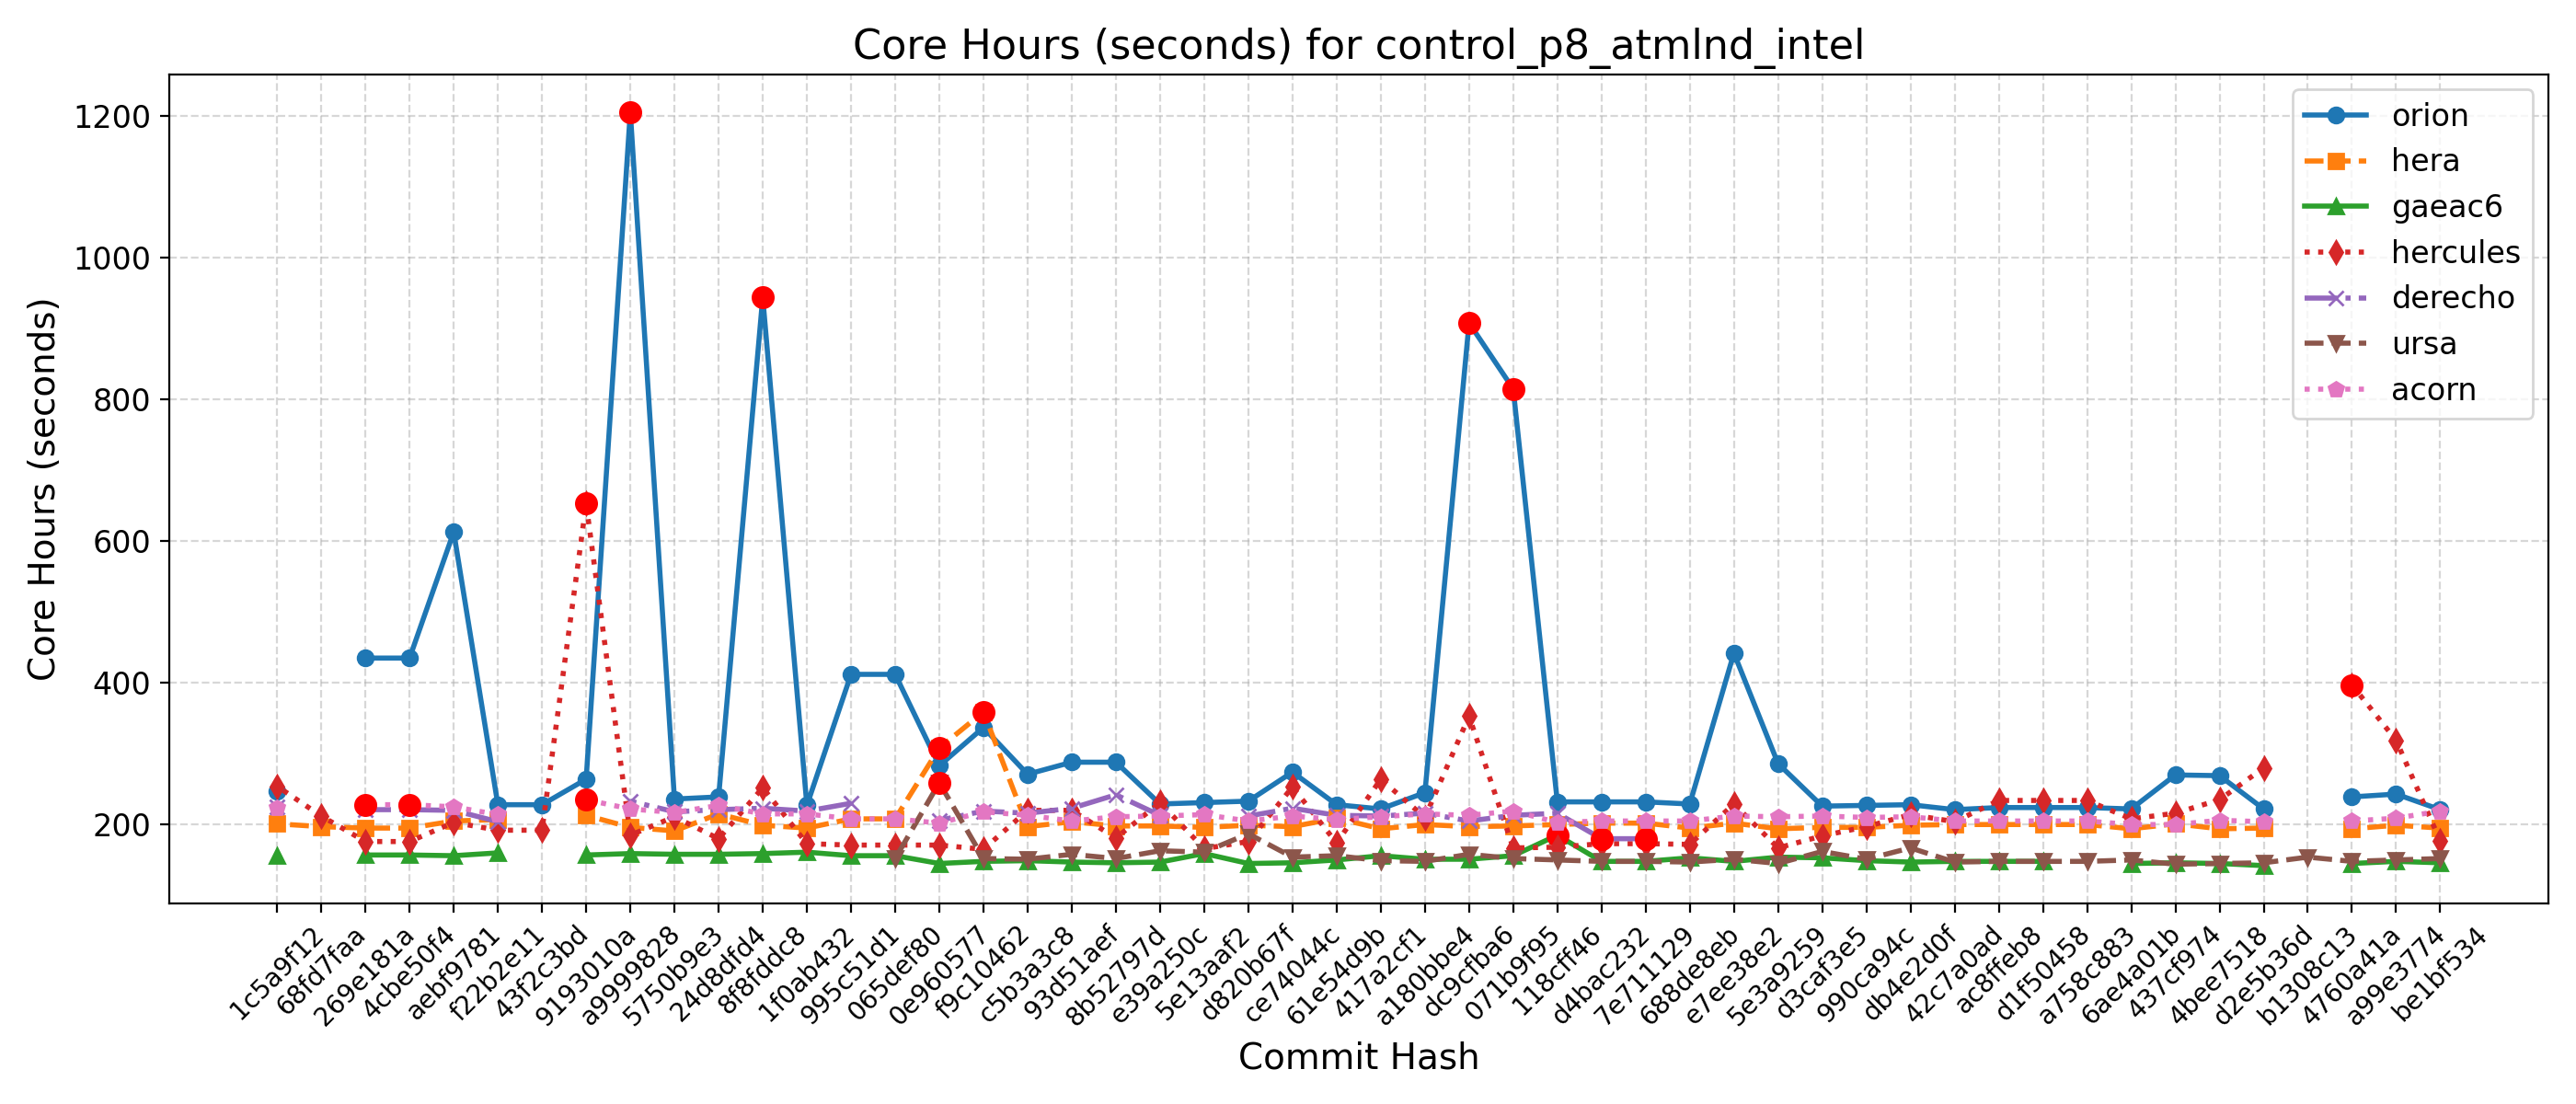 Core Hours (seconds) for control_p8_atmlnd_intel
Core Hours (seconds)
1200
1000
800
600
400
200
orion
hera
gaeac6
hercules
derecho
ursa
acorn
1c5a9f12
68fd7faa
269e181a
4cbe50f4
aebf9781
f22b2e11
43f2c3bd
9193010a
a9999828
5750b9e3
24d8dfd4
8f8fddc8
1f0ab432
995c51d1
065def80
0e960577
f9c10462
c5b3a3c8
93d51aef
8b52797d
e39a250c
5e13aaf2
d820b67f
ce74044c
61e54d9b
417a2cf1
a180bbe4
dc9cfba6
071b9f95
118cff46
d4bac232
7e711129
688de8eb
e7ee38e2
5e3a9259
d3caf3e5
990ca94c
db4e2d0f
42c7a0ad
ac8ffeb8
d1f50458
a758c883
6ae4a01b
437cf974
4bee7518
d2e5b36d
b1308c13
4760a41a
a99e3774
be1bf534
Commit Hash